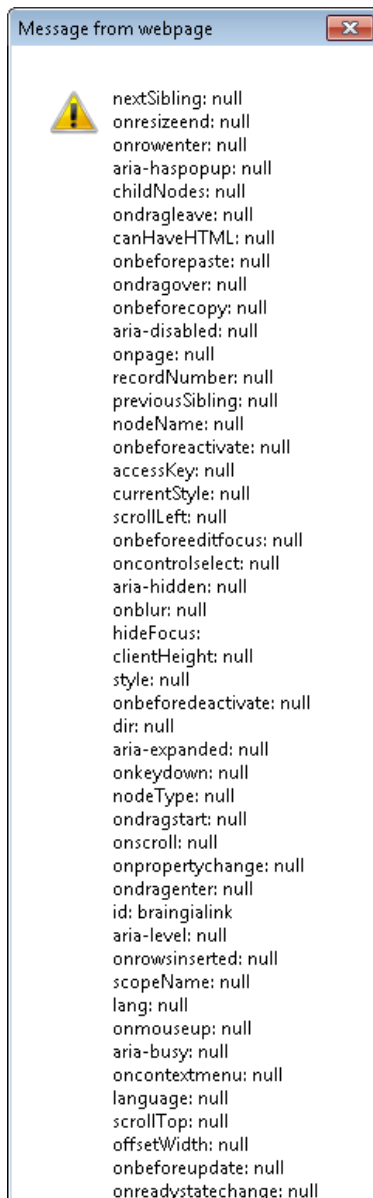 Message from webpage
nextSibling: null
onresizeend: null
onrowenter: null
aria-haspopup: null
childNodes: null
ondragleave: null
canHaveHTML: null
onbeforepaste: null
ondragover: null
onbeforecopy: null
aria-disabled: null
onpage: null
recordNumber: null
previousSibling: null
nodeName: null
onbeforeactivate: null
accessKey: null
currentStyle: null
scrollLeft: null
onbeforeeditfocus: null
oncontrolselect: null
aria-hidden: null
onblur: null
hideFocus:
clientHeight: null
style: null
onbeforedeactivate: null
dir: null
aria-expanded: null
onkeydown: null
nodeType: null
ondragstart: null
onscroll: null
onpropertychange: null
ondragenter: null
id: braingialink
aria-level: null
onrowsinserted: null
scopeName: null
lang: null
onmouseup: null
aria-busy: null
oncontextmenu: null
language: null
scrollTop: null
offsetWidth: null
onbeforeupdate: null
onreadystatechange: null